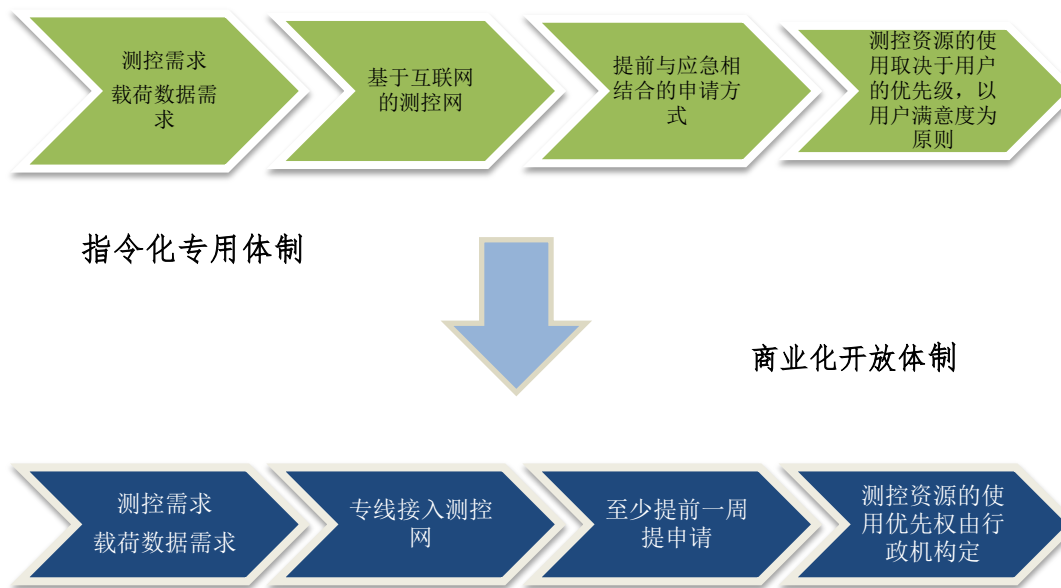 测控需求
载荷数据需
求
基于互联网
的测控网
提前与应急相
结合的申请方
式
测控资源的使
用取决于用户
的优先级，以
用户满意度为
原则
指令化专用体制
商业化开放体制
测控需求
载荷数据需求
专线接入测控
网
至少提前一周
提申请
测控资源的使
用优先权由行
政机构定